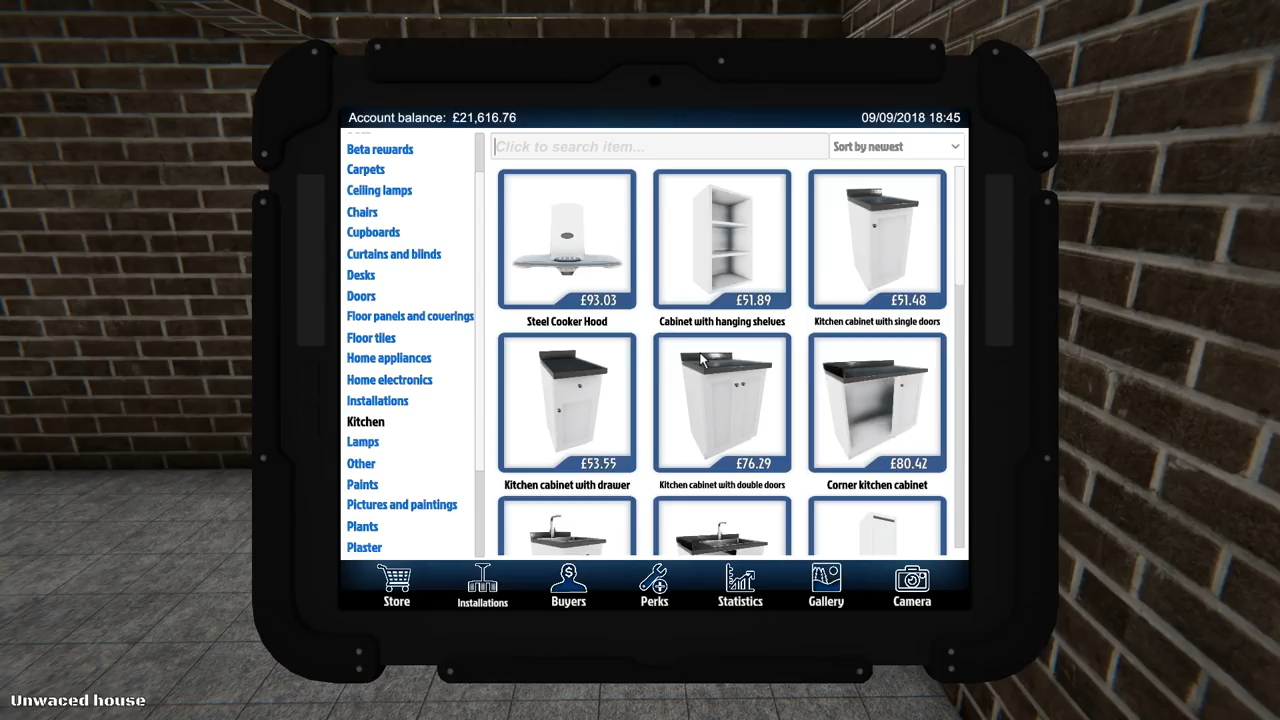 Account balance: £21,616.76
09/09/2018 18:45
Click to search item...
Sort by newest
Beta rewards
Carpets
Ceiling lamps
Chairs
Cupboards
Curtains and blinds
Desks
Doors
Floor panels and coverings
Floor tiles
Home appliances
Home electronics
Installations
Kitchen
Lamps
Other
Paints
Pictures and paintings
Plants
Plaster
£93.03
£51.89
£51.48
Steel Cooker Hood
Cabinet with hanging shelves
Kitchen cabinet with single doors
£53.55
£76.29
£80.42
Kitchen cabinet with drawer
Kitchen cabinet with double doors
Corner kitchen cabinet
Store
Installations
Buyers
Perks
Statistics
Gallery
Camera
Unwaced house